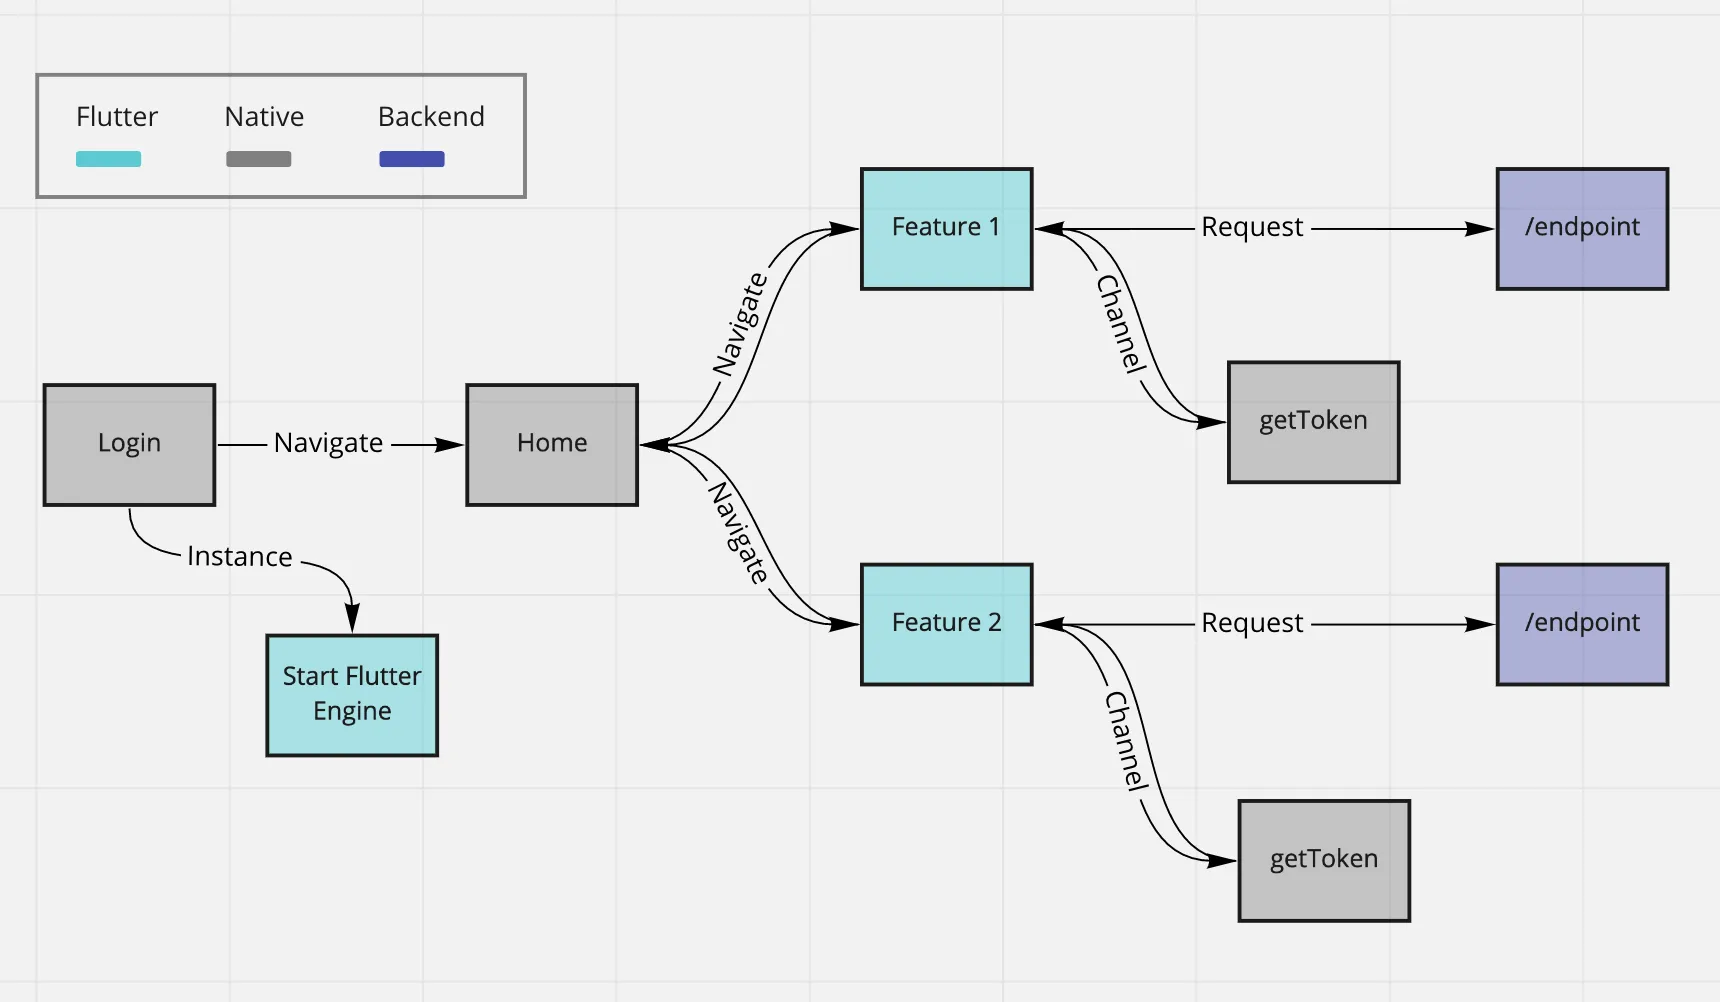 Flutter
Native
Backend
Feature 1
Request
/endpoint
Navigate
Channel
getToken
Login
Navigate
Home
Navigate
Instance
Feature 2
Request
/endpoint
Start Flutter
Engine
Channel
getToken